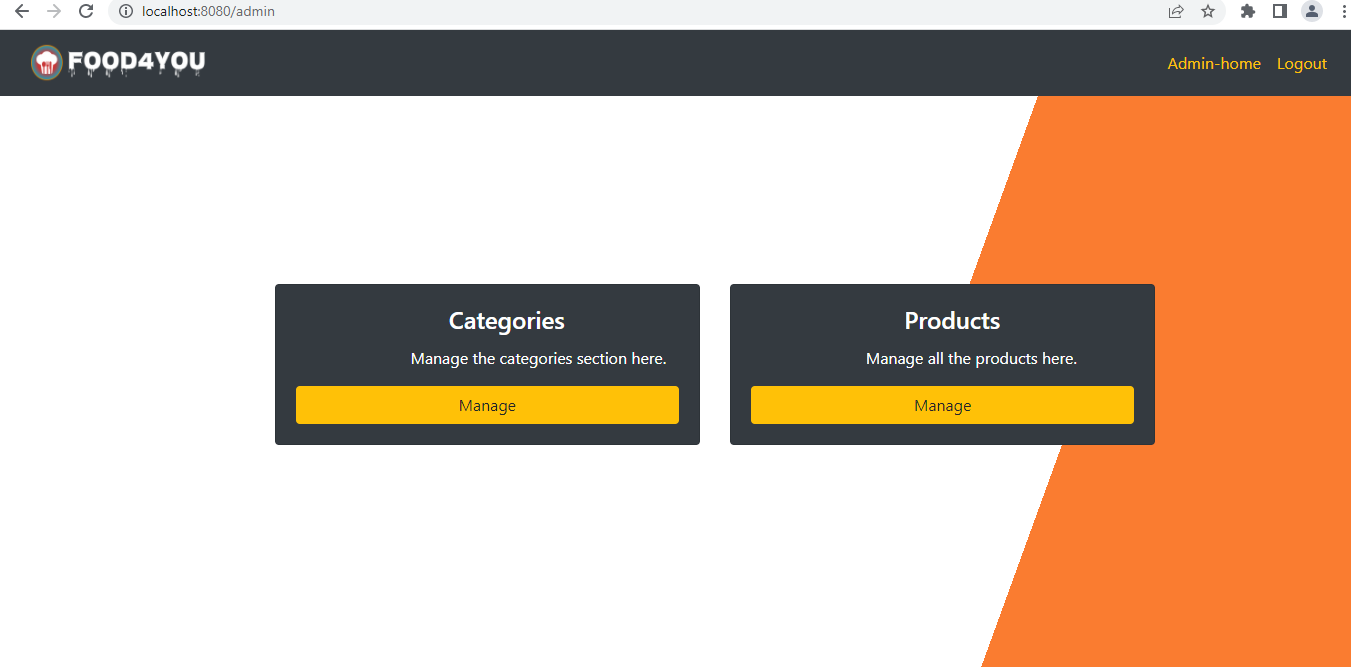 localhost:8080/admin
FOOD4YOU
Admin-home Logout
Categories
Manage the categories section here.
Manage
Products
Manage all the products here.
Manage